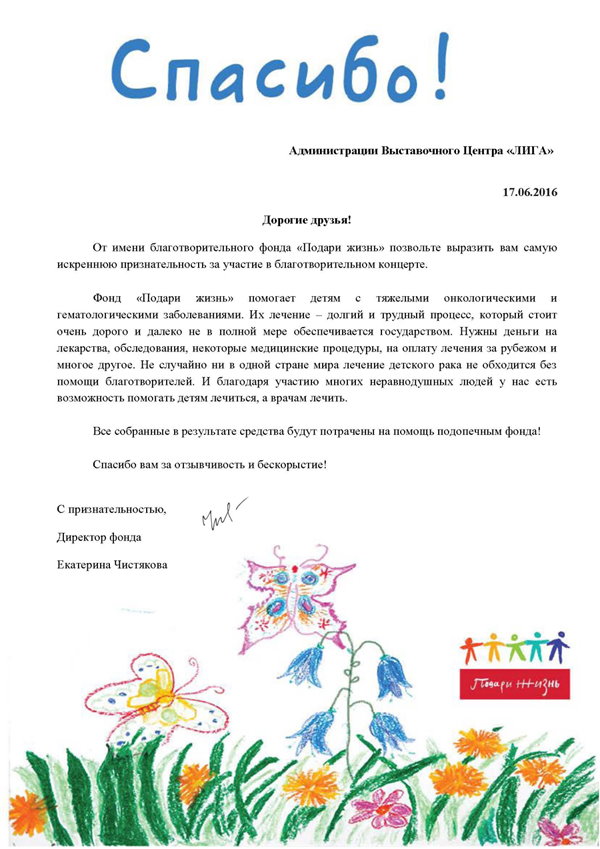 Спасибо!
Администрации Выставочного Центра «ЛИГА»
17.06.2016
Дорогие друзья!
От имени благотворительного фонда «Подари жизнь» позвольте выразить вам самую
искреннюю признательность за участие в благотворительном концерте.
Фонд «Подари жизнь» помогает детям с тяжелыми онкологическими и
гематологическими заболеваниями. Их лечение – долгий и трудный процесс, который стоит
очень дорого и далеко не в полной мере обеспечивается государством. Нужны деньги на
лекарства, обследования, некоторые медицинские процедуры, на оплату лечения за рубежом и
многое другое. Не случайно ни в одной стране мира лечение детского рака не обходится без
помощи благотворителей. И благодаря участию многих неравнодушных людей у нас есть
возможность помогать детям лечиться, а врачам лечить.
Все собранные в результате средства будут потрачены на помощь подопечным фонда!
Спасибо вам за отзывчивость и бескорыстие!
С признательностью,
Директор фонда
Екатерина Чистякова
Подари жизнь